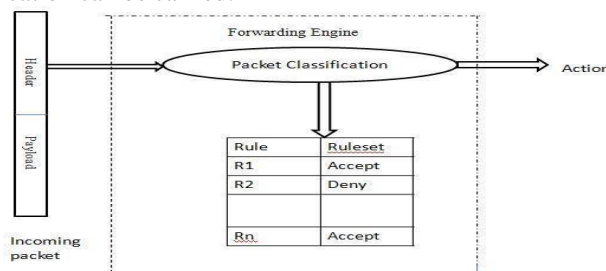 Forwarding Engine
Header
Packet Classification
Action
Payload
Rule Ruleset
R1 Accept
R2 Deny
Rn Accept
Incoming
packet